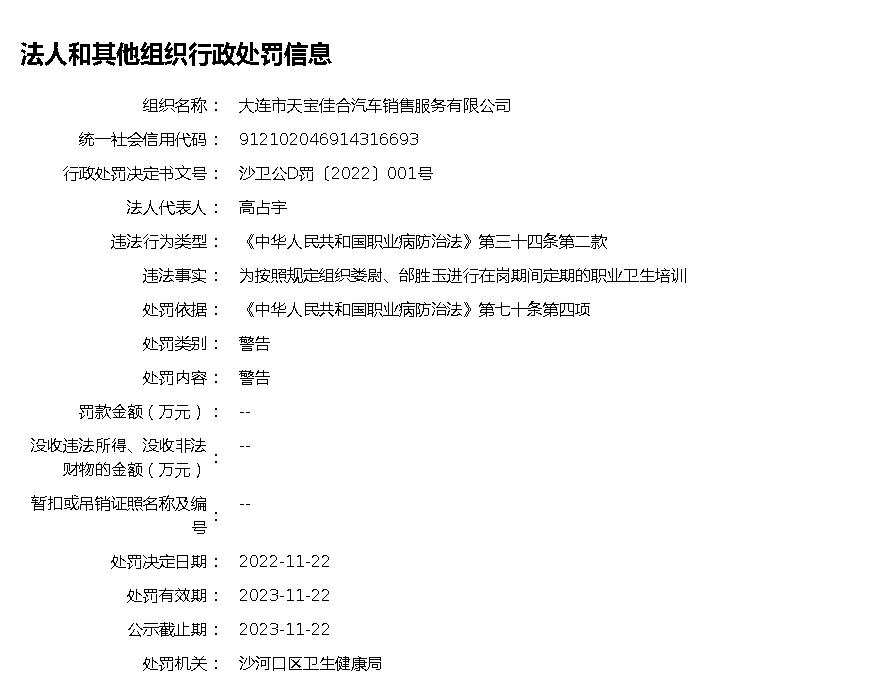 法人和其他组织行政处罚信息
组织名称： 大连市天宝佳合汽车销售服务有限公司
统一社会信用代码： 912102046914316693
行政处罚决定书文号： 沙卫公D罚〔2022〕001号
法人代表人： 高占宇
违法行为类型： 《中华人民共和国职业病防治法》第三十四条第二款
违法事实： 为按照规定组织娄尉、邰胜玉进行在岗期间定期的职业卫生培训
处罚依据： 《中华人民共和国职业病防治法》第七十条第四项
处罚类别： 警告
处罚内容： 警告
罚款金额（万元）： --
没收违法所得、没收非法 --
财物的金额（万元）：
暂扣或吊销证照名称及编 --
号：
处罚决定日期： 2022-11-22
处罚有效期： 2023-11-22
公示截止期： 2023-11-22
处罚机关： 沙河口区卫生健康局